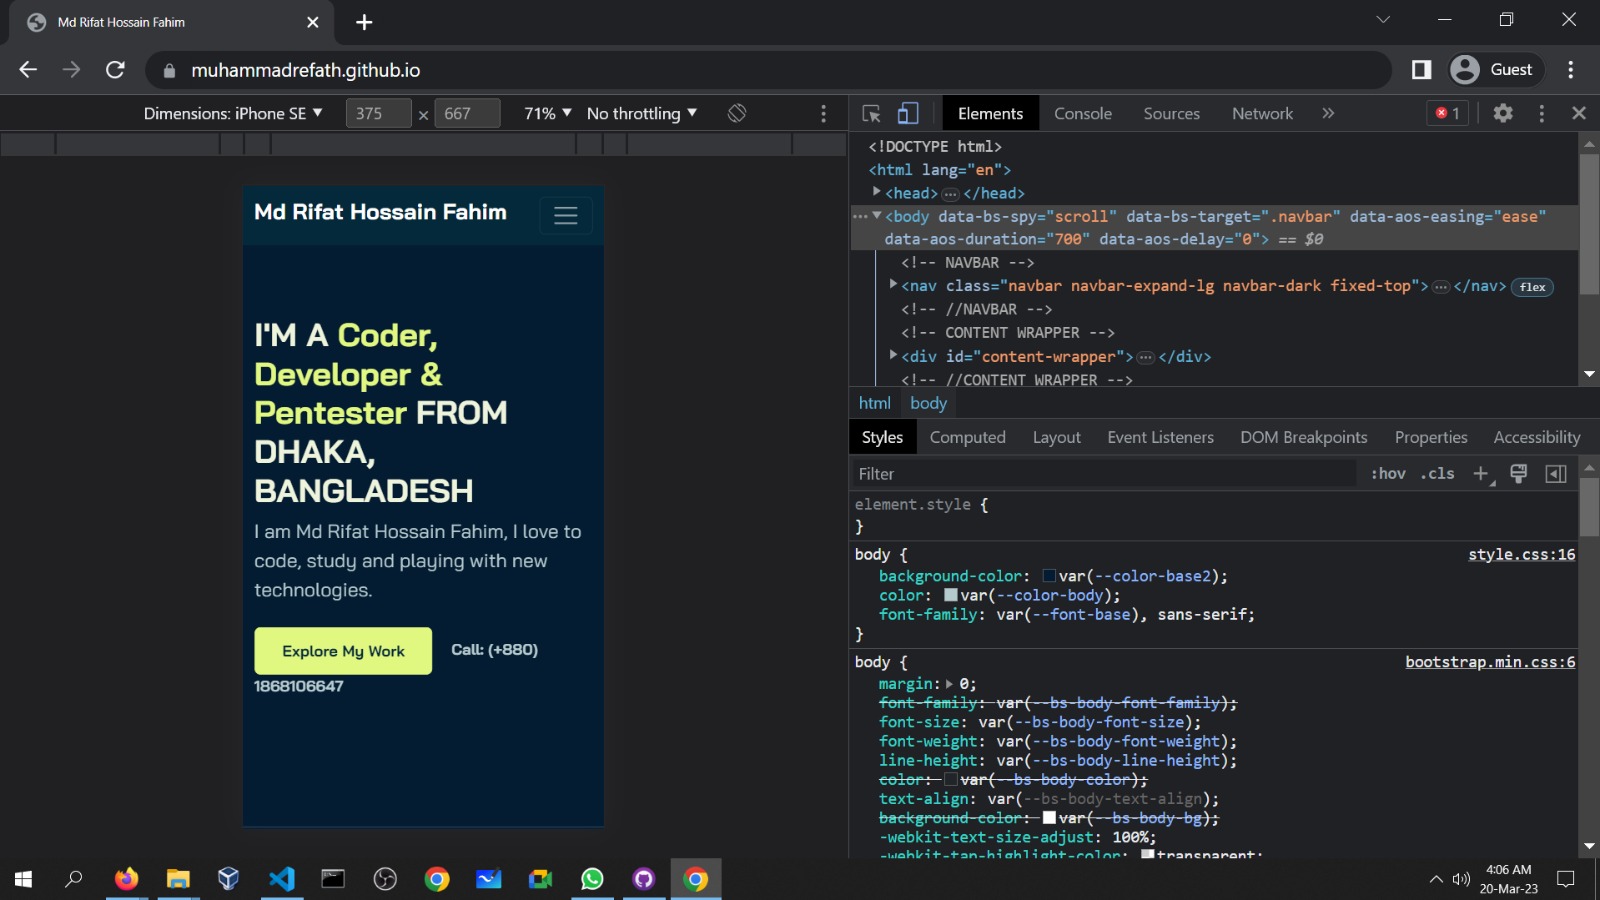 Md Rifat Hossain Fahim
muhammadrefath.github.io
Guest
Dimensions: iPhone SE ▼ 375 × 667 71% ▼ No throttling ▼
Elements Console Sources Network » 1
<!DOCTYPE html>
<html lang="en">
<head>…</head>
<body data-bs-spy="scroll" data-bs-target=".navbar" data-aos-easing="ease"
data-aos-duration="700" data-aos-delay="0"> == $0
<!-- NAVBAR -->
<nav class="navbar navbar-expand-lg navbar-dark fixed-top">…</nav> flex
<!-- //NAVBAR -->
<!-- CONTENT WRAPPER -->
<div id="content-wrapper">…</div>
<!-- //CONTENT WRAPPER -->
html body
Styles Computed Layout Event Listeners DOM Breakpoints Properties Accessibility
Filter :hov .cls
element.style {
}
body { style.css:16
background-color: var(--color-base2);
color: var(--color-body);
font-family: var(--font-base), sans-serif;
}
body { bootstrap.min.css:6
margin: 0;
font-family: var(--bs-body-font-family);
font-size: var(--bs-body-font-size);
font-weight: var(--bs-body-font-weight);
line-height: var(--bs-body-line-height);
color: var(--bs-body-color);
text-align: var(--bs-body-text-align);
background-color: var(--bs-body-bg);
-webkit-text-size-adjust: 100%;
-webkit-tap-highlight-color: transparent;
Md Rifat Hossain Fahim
I'M A Coder,
Developer &
Pentester FROM
DHAKA,
BANGLADESH
I am Md Rifat Hossain Fahim, I love to
code, study and playing with new
technologies.
Explore My Work Call: (+880)
1868106647
4:06 AM
20-Mar-23